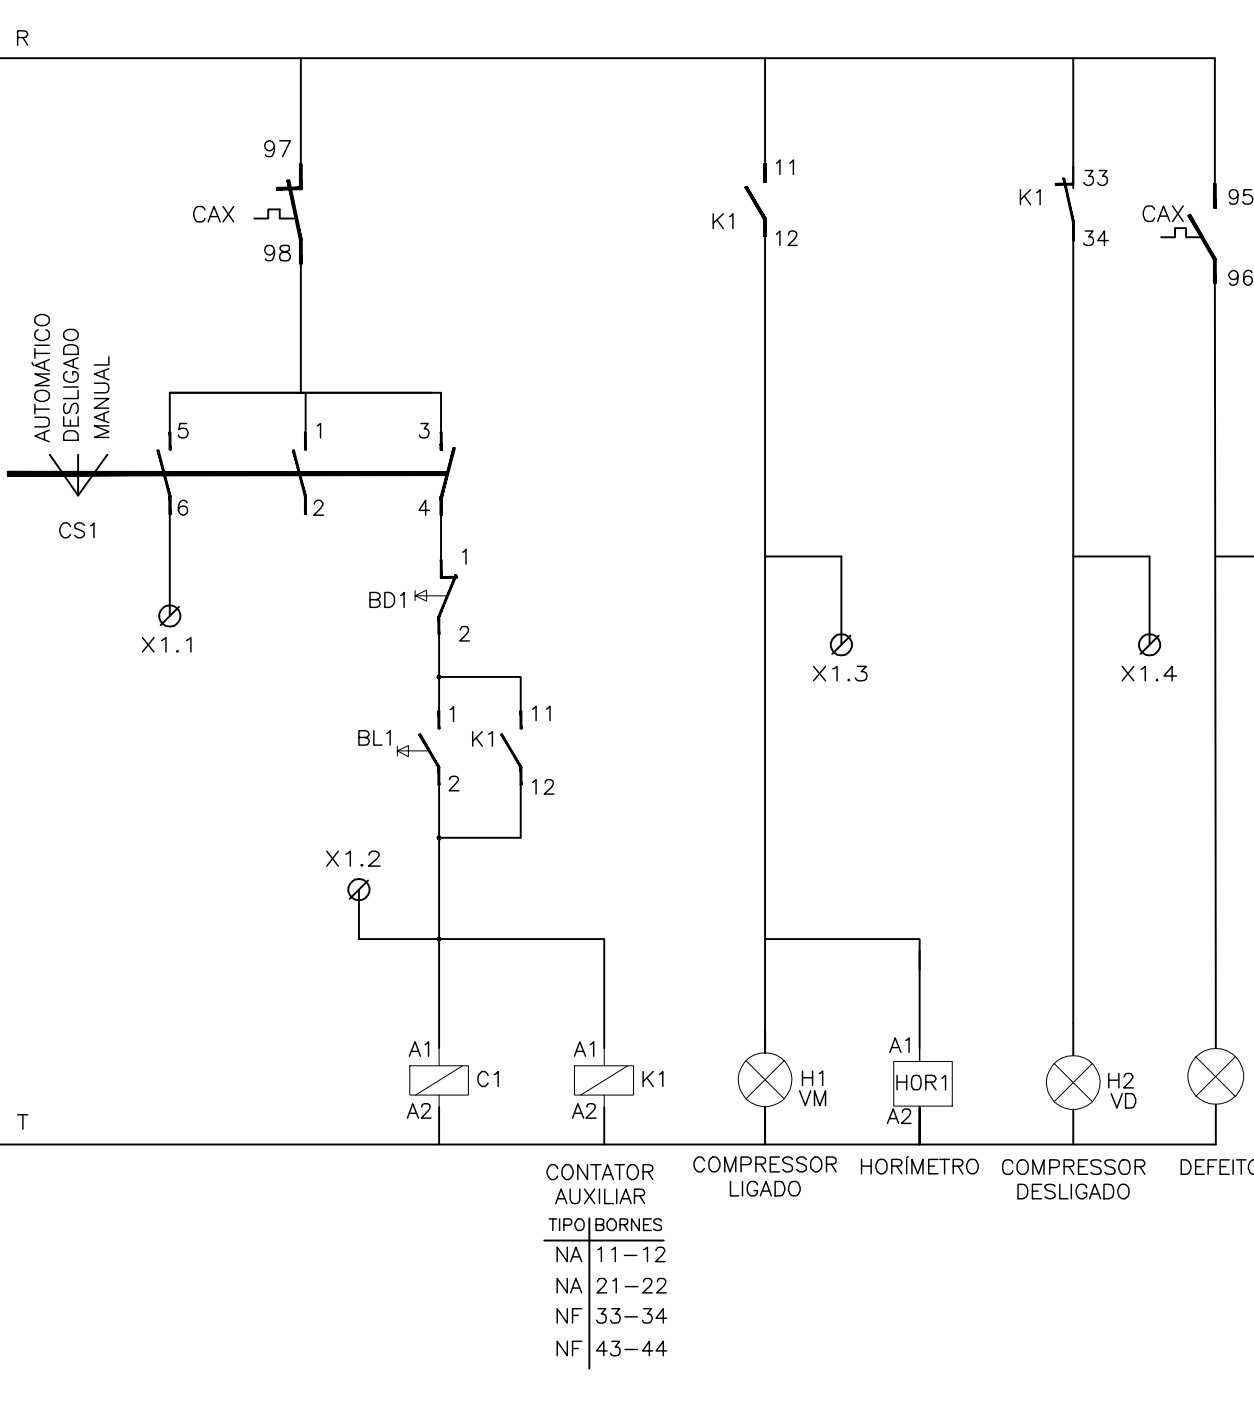 R
97
CAX
98
AUTOMÁTICO
DESLIGADO
MANUAL
CS1
5
6
1
2
3
4
X1.1
1
BD1
2
1
BL1
2
11
K1
12
X1.2
A1
C1
A2
A1
K1
A2
11
K1
12
X1.3
H1
VM
A1
HOR1
A2
33
K1
34
X1.4
H2
VD
95
CAX
96
T
CONTATOR
AUXILIAR
TIPO BORNES
NA 11-12
NA 21-22
NF 33-34
NF 43-44
COMPRESSOR
LIGADO
HORÍMETRO
COMPRESSOR
DESLIGADO
DEFEITO